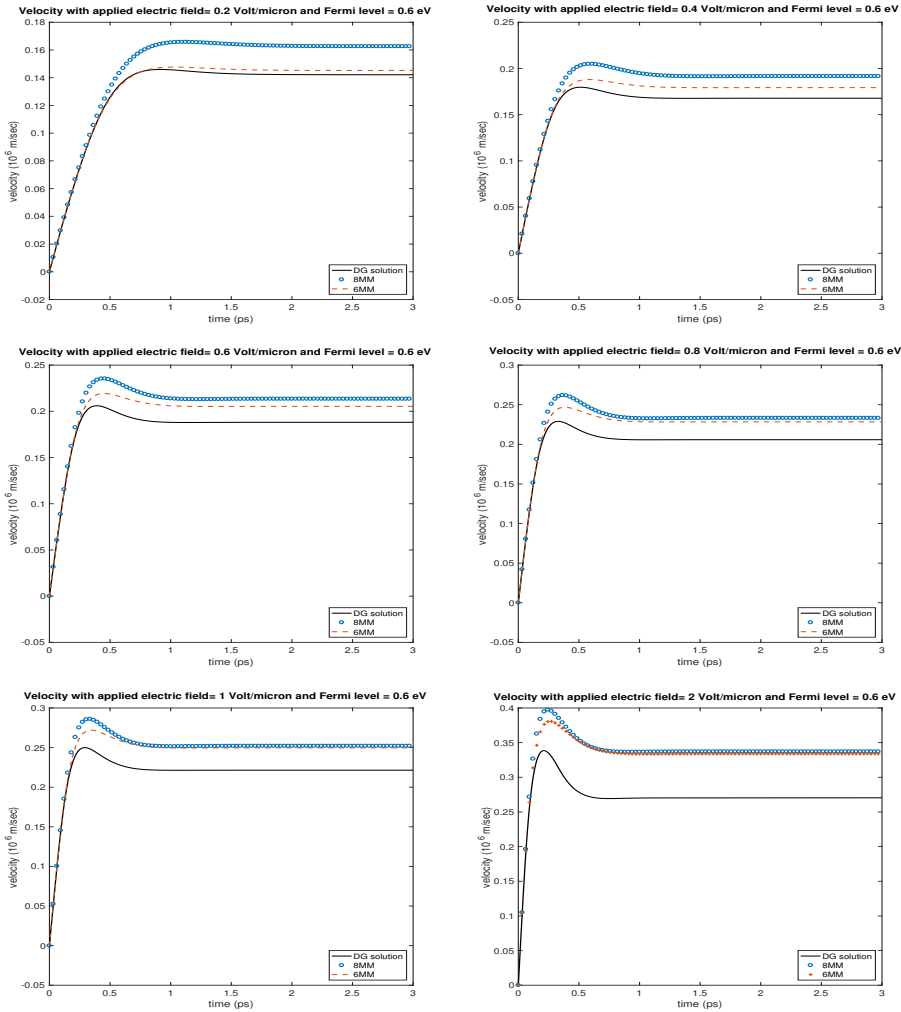 Velocity with applied electric field= 0.2 Volt/micron and Fermi level = 0.6 eV
0.18
0.16
0.14
0.12
0.1
0.08
0.06
0.04
0.02
0
-0.02
velocity (10^6 m/sec)
0 0.5 1 1.5 2 2.5 3
time (ps)
DG solution
8MM
6MM
Velocity with applied electric field= 0.4 Volt/micron and Fermi level = 0.6 eV
0.25
0.2
0.15
0.1
0.05
0
-0.05
velocity (10^6 m/sec)
0 0.5 1 1.5 2 2.5 3
time (ps)
DG solution
8MM
6MM
Velocity with applied electric field= 0.6 Volt/micron and Fermi level = 0.6 eV
0.25
0.2
0.15
0.1
0.05
0
-0.05
velocity (10^6 m/sec)
0 0.5 1 1.5 2 2.5 3
time (ps)
DG solution
8MM
6MM
Velocity with applied electric field= 0.8 Volt/micron and Fermi level = 0.6 eV
0.3
0.25
0.2
0.15
0.1
0.05
0
-0.05
velocity (10^6 m/sec)
0 0.5 1 1.5 2 2.5 3
time (ps)
DG solution
8MM
6MM
Velocity with applied electric field= 1 Volt/micron and Fermi level = 0.6 eV
0.3
0.25
0.2
0.15
0.1
0.05
0
-0.05
velocity (10^6 m/sec)
0 0.5 1 1.5 2 2.5 3
time (ps)
DG solution
8MM
6MM
Velocity with applied electric field= 2 Volt/micron and Fermi level = 0.6 eV
0.4
0.35
0.3
0.25
0.2
0.15
0.1
0.05
0
velocity (10^6 m/sec)
0 0.5 1 1.5 2 2.5 3
time (ps)
DG solution
8MM
6MM